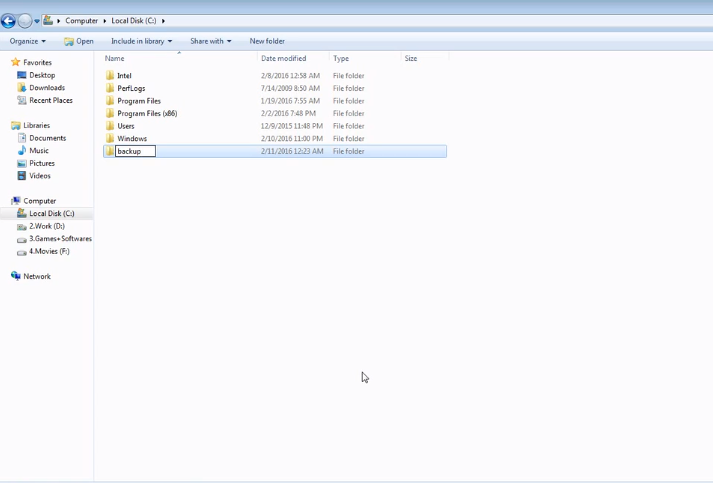 Computer Local Disk (C:)
Organize Open Include in library Share with New folder
Name Date modified Type Size
Favorites
Desktop
Downloads
Recent Places
Libraries
Documents
Music
Pictures
Videos
Computer
Local Disk (C:)
2.Work (D:)
3.Games+Softwares
4.Movies (F:)
Network
Intel 2/8/2016 12:58 AM File folder
PerfLogs 7/14/2009 8:50 AM File folder
Program Files 1/19/2016 7:55 AM File folder
Program Files (x86) 2/2/2016 7:48 PM File folder
Users 12/9/2015 11:48 PM File folder
Windows 2/10/2016 11:00 PM File folder
backup 2/11/2016 12:23 AM File folder